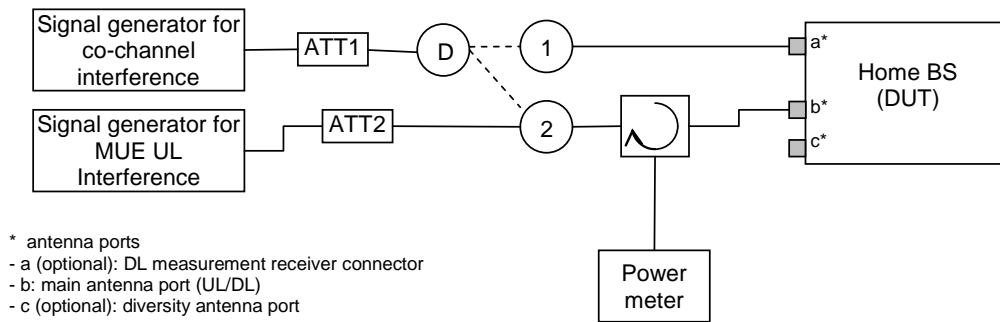 Signal generator for
co-channel
interference
ATT1
D
1
a*
Home BS
(DUT)
Signal generator for
MUE UL
Interference
ATT2
2
b*
c*
* antenna ports
- a (optional): DL measurement receiver connector
- b: main antenna port (UL/DL)
- c (optional): diversity antenna port
Power
meter